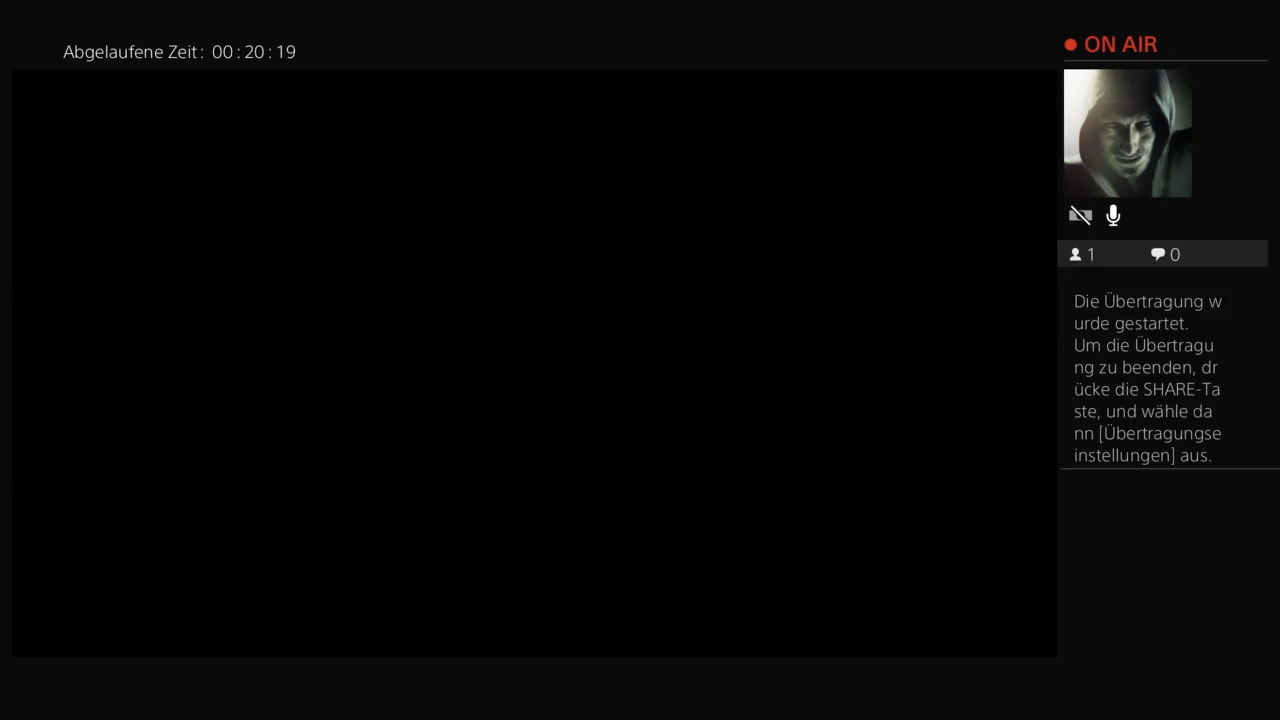 Abgelaufene Zeit: 00:20:19
ON AIR
1 0
Die Übertragung w
urde gestartet.
Um die Übertragu
ng zu beenden, dr
ücke die SHARE-Ta
ste, und wähle da
nn [Übertragungse
instellungen] aus.